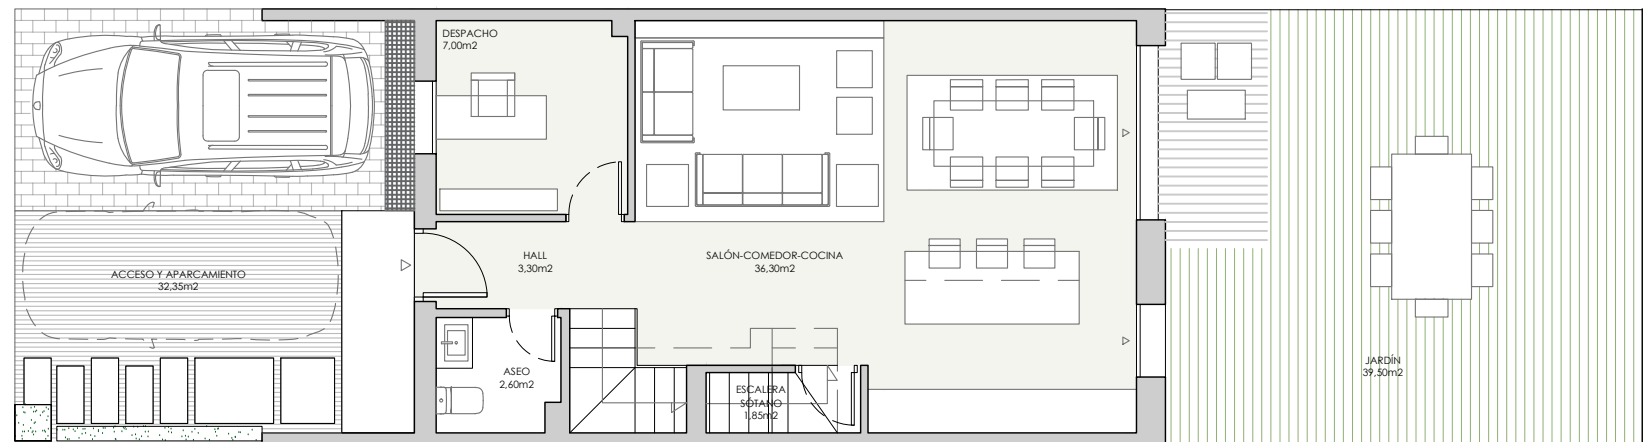 DESPACHO
7,00m2
HALL
3,30m2
SALÓN-COMEDOR-COCINA
36,30m2
ACCESO Y APARCAMIENTO
32,35m2
ASEO
2,60m2
ESCALERA
SÓTANO
1,85m2
JARDÍN
39,50m2